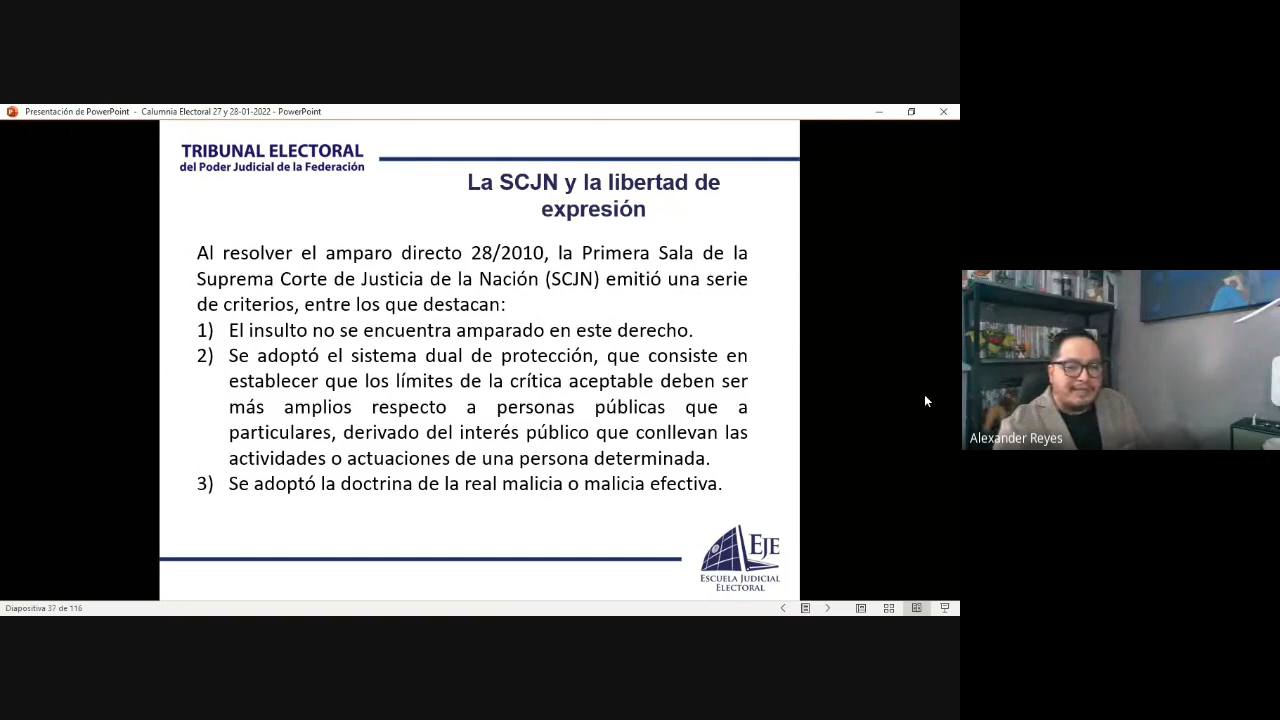 Presentación de PowerPoint - Calumnia Electoral 27 y 28-01-2022 - PowerPoint
TRIBUNAL ELECTORAL
del Poder Judicial de la Federación
La SCJN y la libertad de
expresión
Al resolver el amparo directo 28/2010, la Primera Sala de la
Suprema Corte de Justicia de la Nación (SCJN) emitió una serie
de criterios, entre los que destacan:
1) El insulto no se encuentra amparado en este derecho.
2) Se adoptó el sistema dual de protección, que consiste en
establecer que los límites de la crítica aceptable deben ser
más amplios respecto a personas públicas que a
particulares, derivado del interés público que conllevan las
actividades o actuaciones de una persona determinada.
3) Se adoptó la doctrina de la real malicia o malicia efectiva.
EJE
ESCUELA JUDICIAL
ELECTORAL
Diapositiva 37 de 116
Alexander Reyes